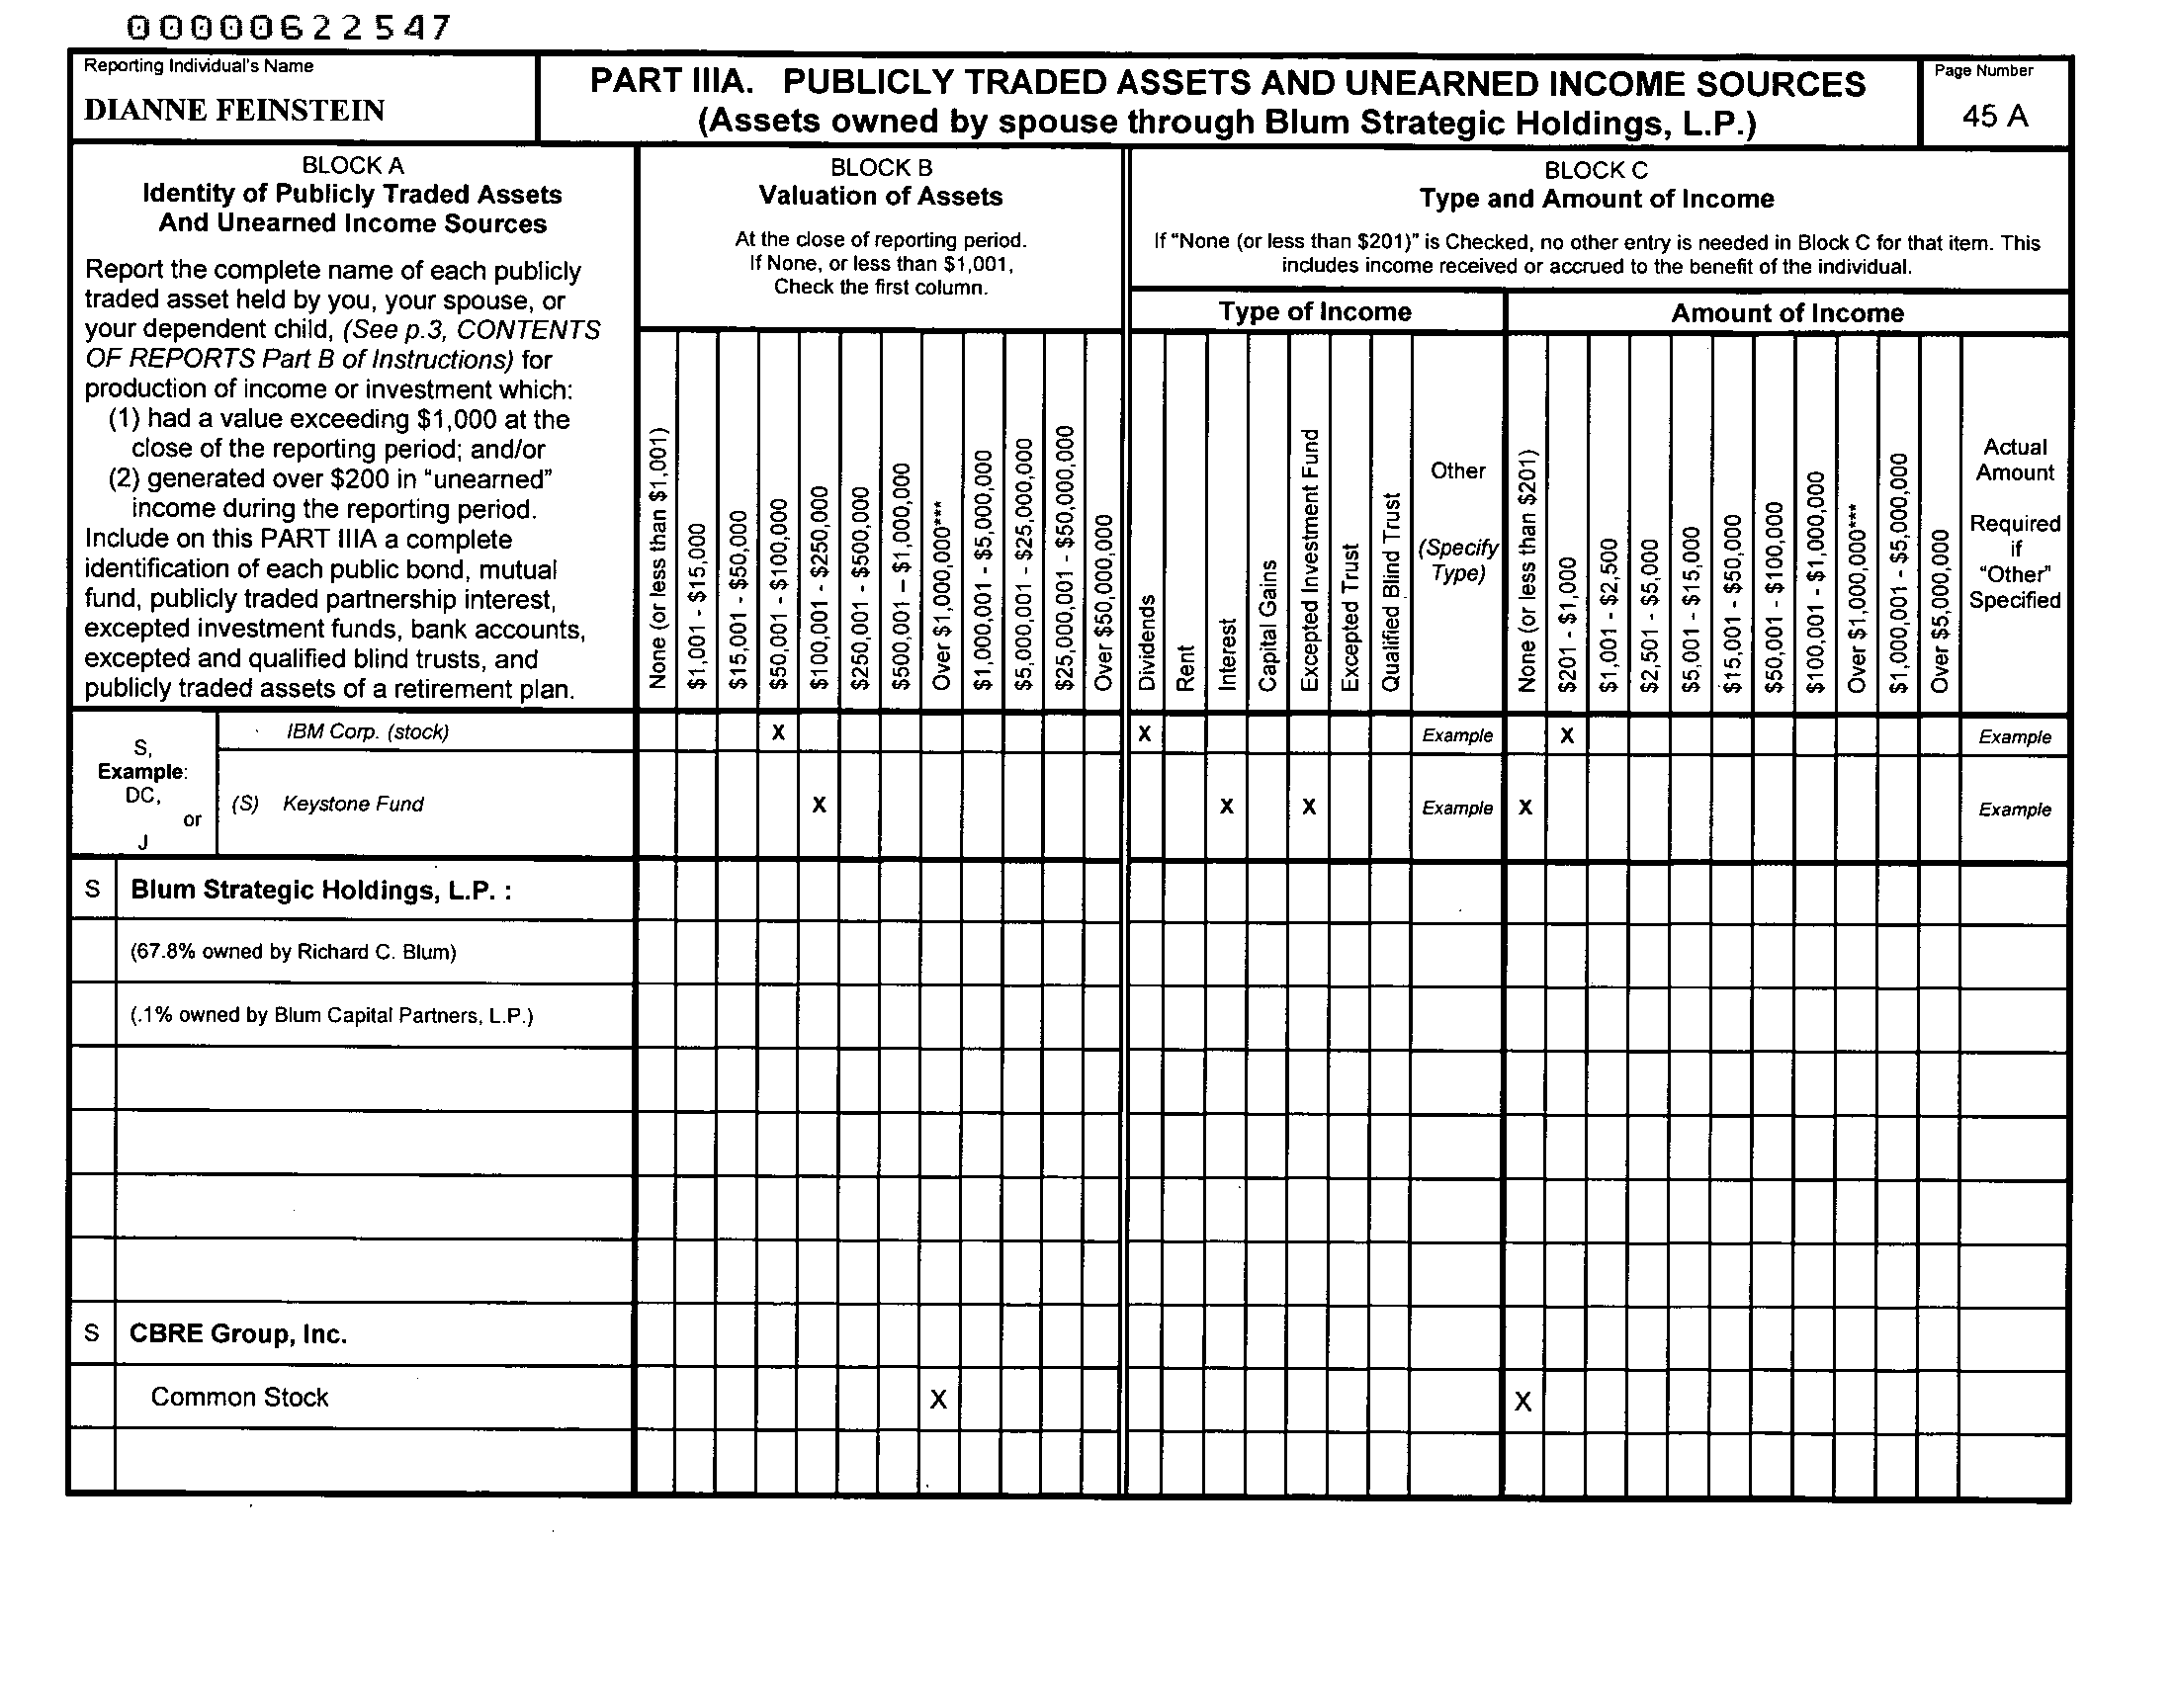 00000622547
Reporting Individual's Name
DIANNE FEINSTEIN
PART IIIA. PUBLICLY TRADED ASSETS AND UNEARNED INCOME SOURCES
(Assets owned by spouse through Blum Strategic Holdings, L.P.)
Page Number
45 A
BLOCK A
Identity of Publicly Traded Assets
And Unearned Income Sources
Report the complete name of each publicly
traded asset held by you, your spouse, or
your dependent child, (See p.3, CONTENTS
OF REPORTS Part B of Instructions) for
production of income or investment which:
(1) had a value exceeding $1,000 at the
close of the reporting period; and/or
(2) generated over $200 in "unearned"
income during the reporting period.
Include on this PART IIIA a complete
identification of each public bond, mutual
fund, publicly traded partnership interest,
excepted investment funds, bank accounts,
excepted and qualified blind trusts, and
publicly traded assets of a retirement plan.
BLOCK B
Valuation of Assets
At the close of reporting period.
If None, or less than $1,001,
Check the first column.
None (or less than $1,001)
$1,001 - $15,000
$15,001 - $50,000
$50,001 - $100,000
$100,001 - $250,000
$250,001 - $500,000
$500,001 – $1,000,000
Over $1,000,000***
$1,000,001 - $5,000,000
$5,000,001 - $25,000,000
$25,000,001 - $50,000,000
Over $50,000,000
BLOCK C
Type and Amount of Income
If "None (or less than $201)" is Checked, no other entry is needed in Block C for that item. This
includes income received or accrued to the benefit of the individual.
Type of Income
Amount of Income
Dividends
Rent
Interest
Capital Gains
Excepted Investment Fund
Excepted Trust
Qualified Blind Trust
Other
(Specify
Type)
None (or less than $201)
$201 - $1,000
$1,001 - $2,500
$2,501 - $5,000
$5,001 - $15,000
$15,001 - $50,000
$50,001 - $100,000
$100,001 - $1,000,000
Over $1,000,000***
$1,000,001 - $5,000,000
Over $5,000,000
Actual
Amount
Required
if
"Other"
Specified
S,
Example:
DC,
or
J
IBM Corp. (stock) X X Example X Example
(S) Keystone Fund X X X Example X Example
S Blum Strategic Holdings, L.P. :
(67.8% owned by Richard C. Blum)
(.1% owned by Blum Capital Partners, L.P.)
S CBRE Group, Inc.
Common Stock X X